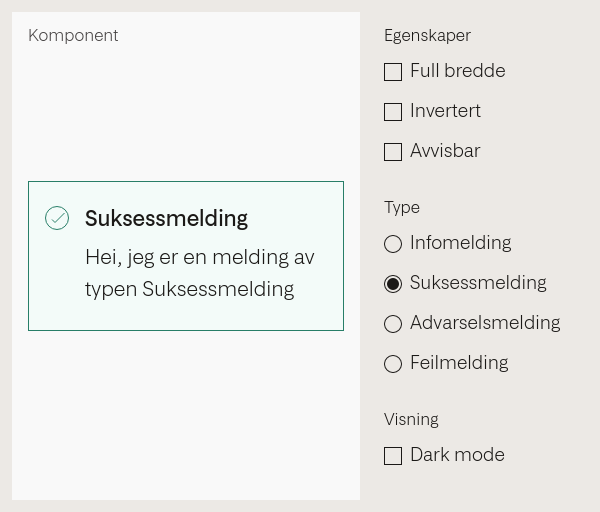 Komponent
Suksessmelding
Hei, jeg er en melding av
typen Suksessmelding
Egenskaper
Full bredde
Invertert
Avvisbar
Type
Infomelding
Suksessmelding
Advarselsmelding
Feilmelding
Visning
Dark mode